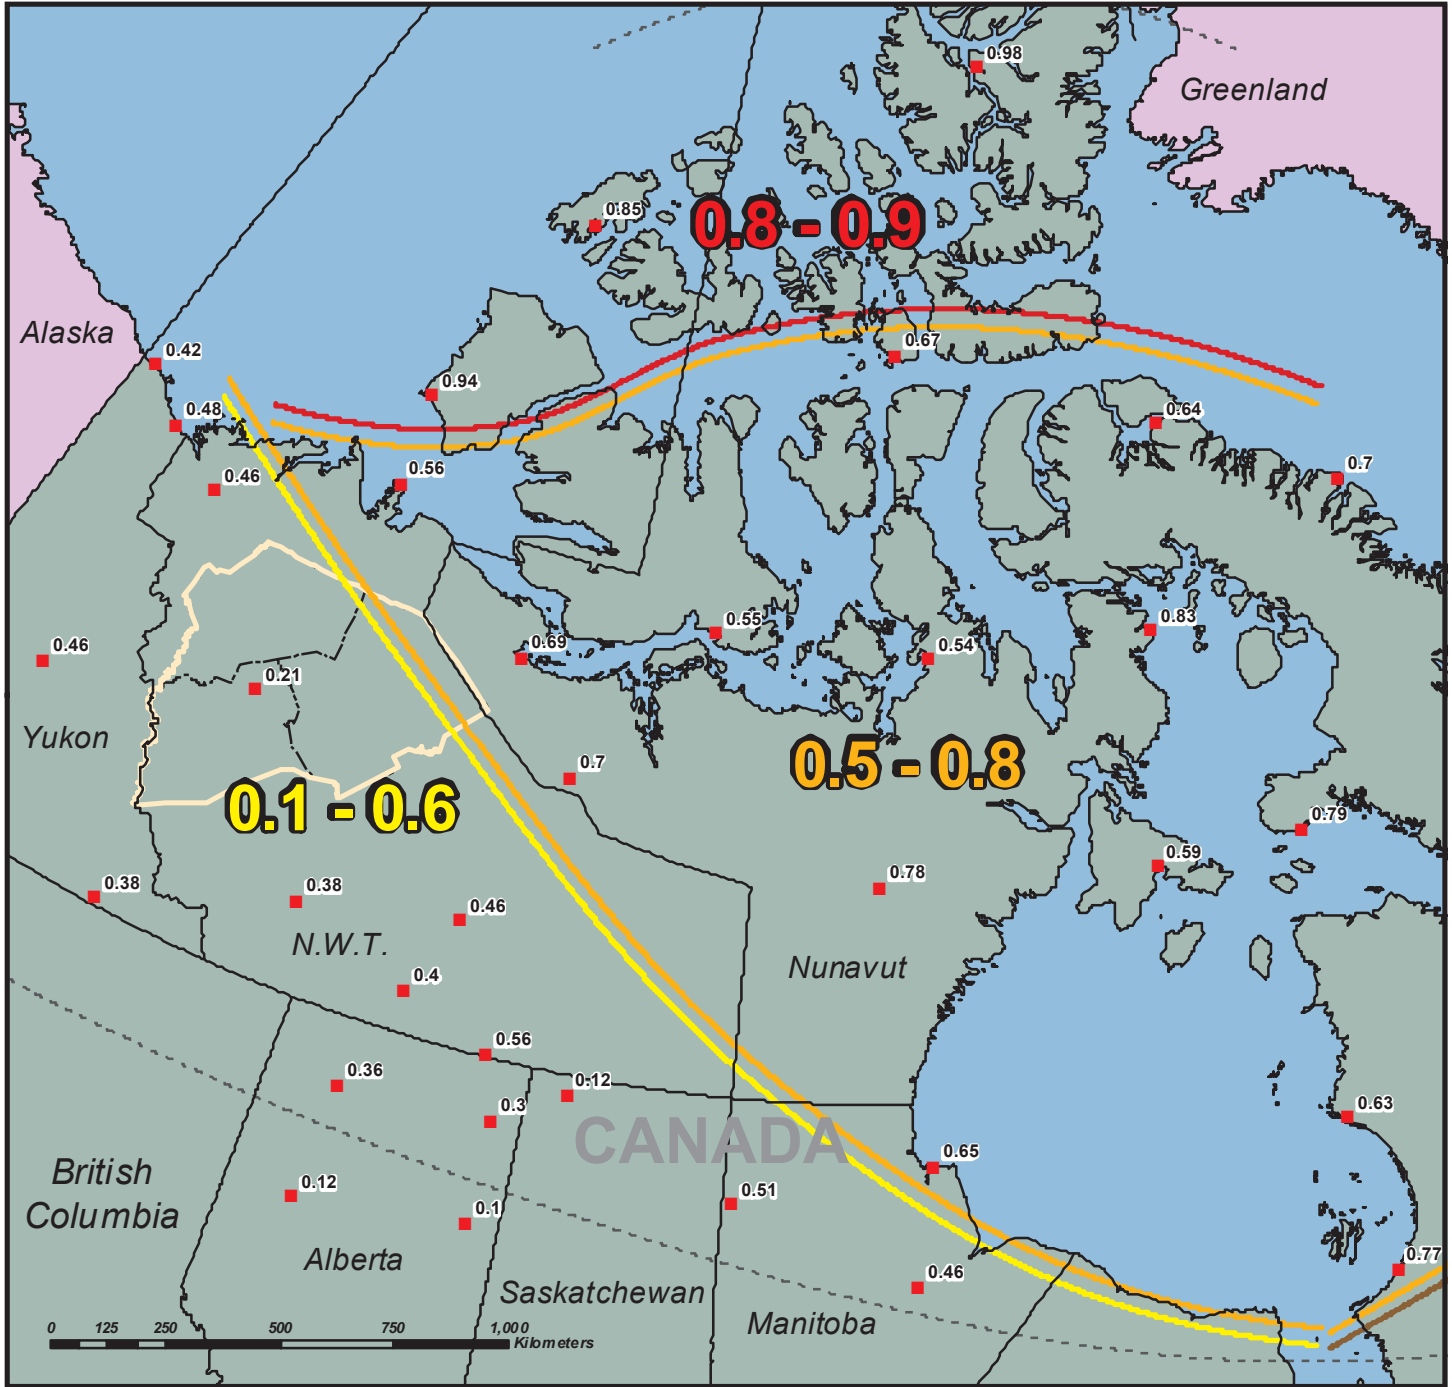 0.98
Greenland
0.85
0.8 - 0.9
Alaska
0.42
0.67
0.94
0.48
0.64
0.46
0.56
0.7
0.55
0.83
0.46
0.69
0.54
0.21
Yukon
0.7
0.5 - 0.8
0.1 - 0.6
0.79
0.59
0.38
0.38
0.78
0.46
N.W.T.
Nunavut
0.4
0.56
0.36
0.12
0.3
0.63
CANADA
0.65
British
Columbia
0.12
0.51
0.1
Alberta
0.77
0.46
Saskatchewan
Manitoba
0 125 250 500 750 1,000
Kilometers